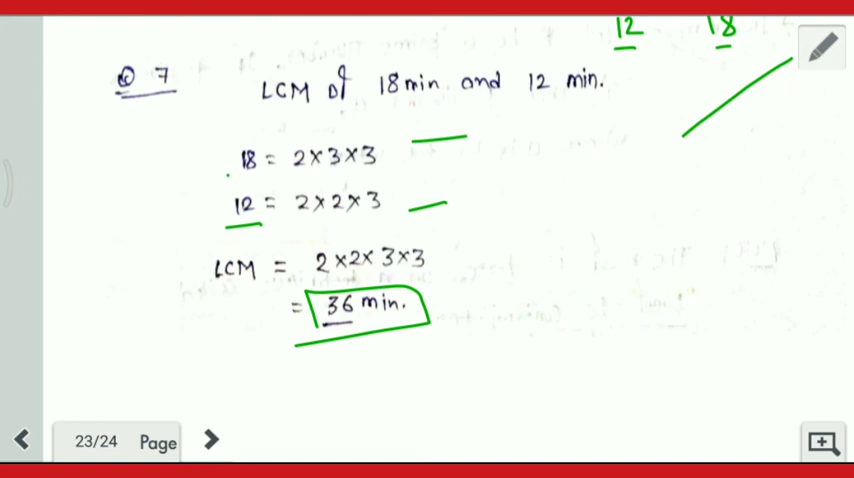 12 18
Q 7 LCM of 18 min and 12 min.
18 = 2×3×3
12 = 2×2×3
LCM = 2×2×3×3
= 36 min.
23/24 Page